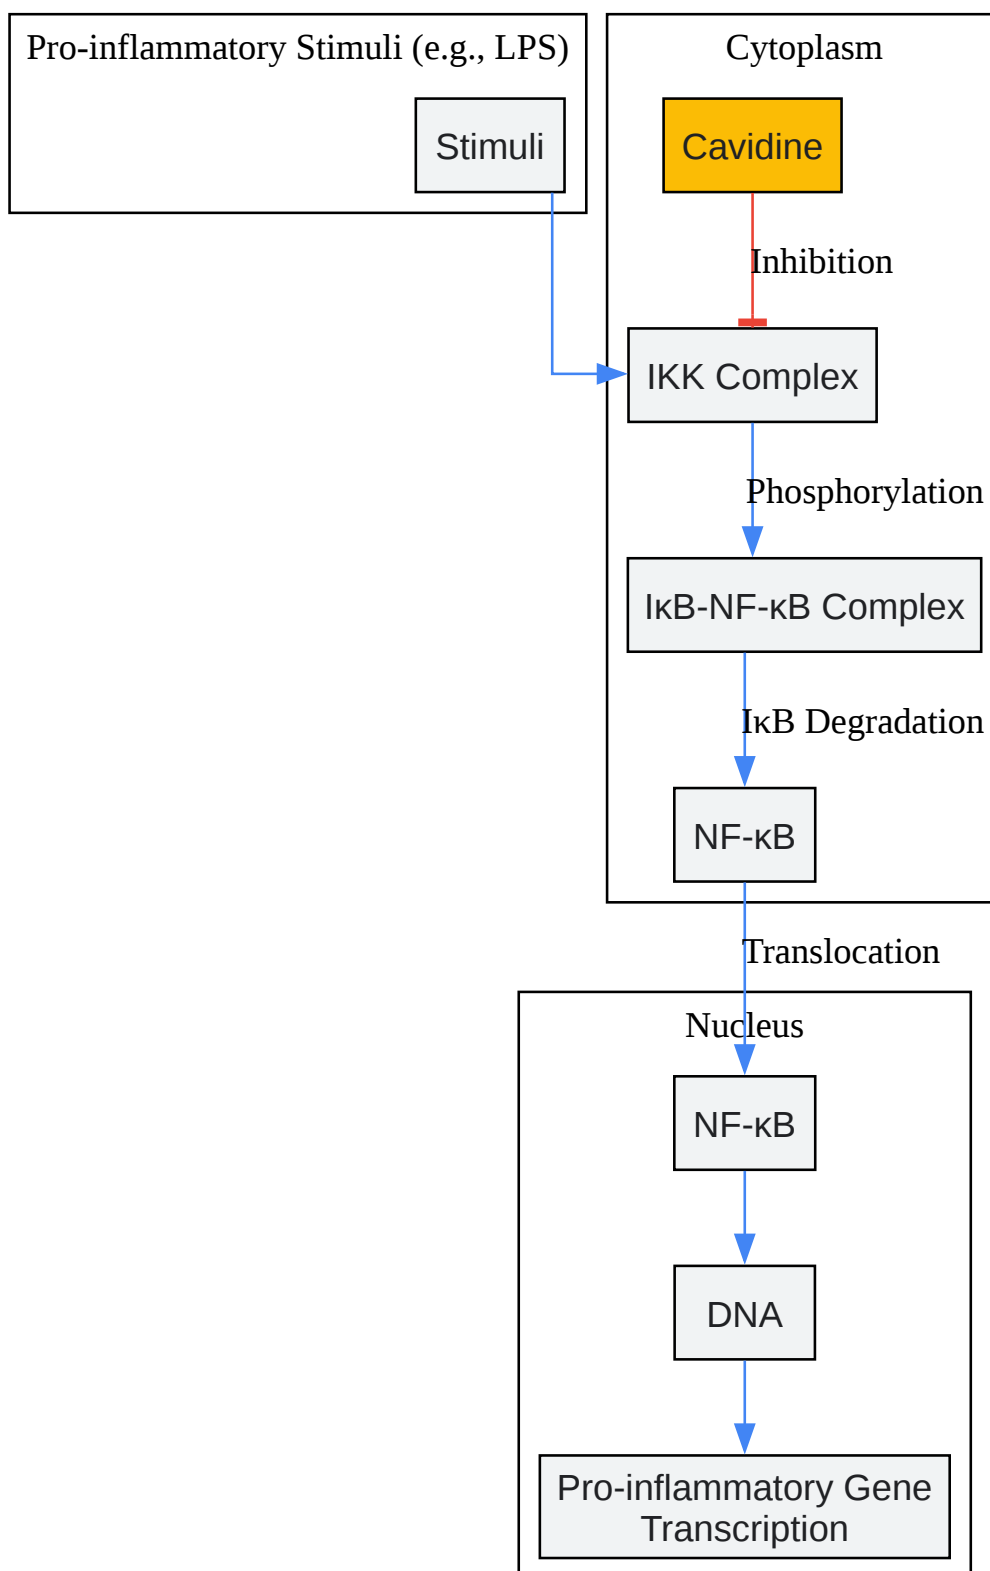 Pro-inflammatory Stimuli (e.g., LPS)
Stimuli
Cytoplasm
Cavidine
Inhibition
IKK Complex
Phosphorylation
IκB-NF-κB Complex
IκB Degradation
NF-κB
Translocation
Nucleus
NF-κB
DNA
Pro-inflammatory Gene
Transcription